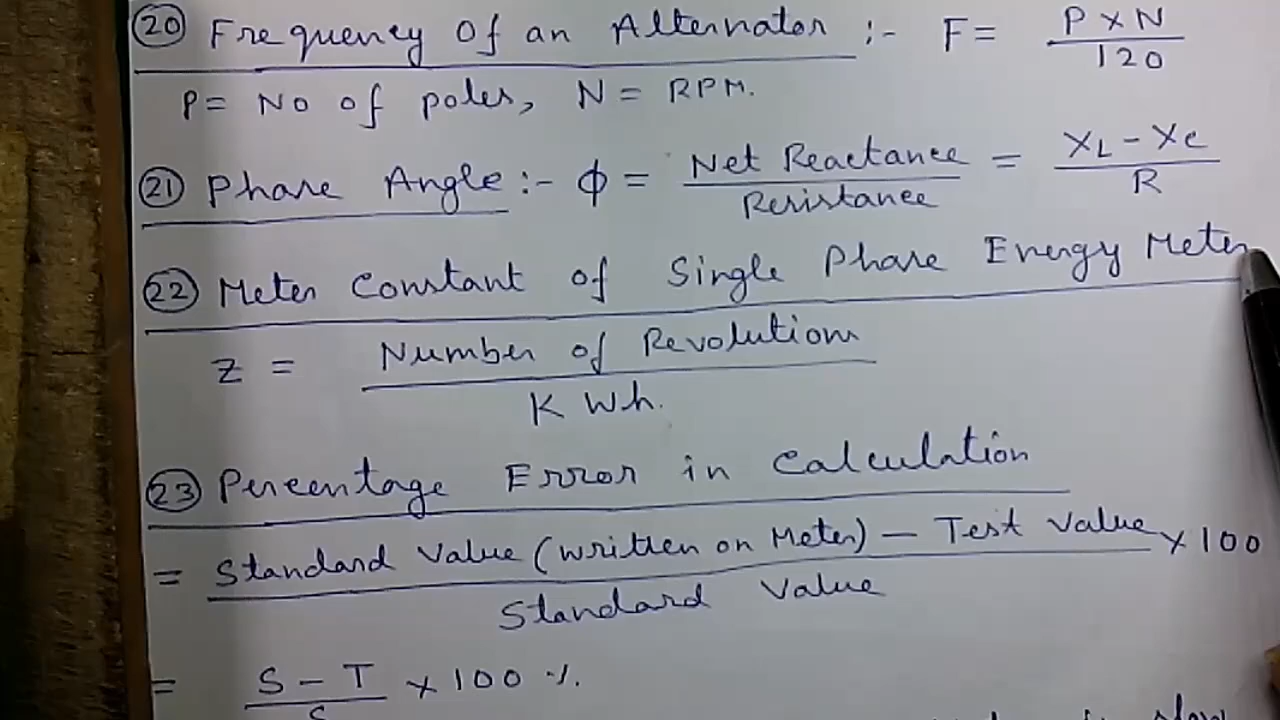 20 Frequency Of an Alternator :- F = P × N / 120
P = No of poles, N = RPM.
21 Phase Angle :- ϕ = Net Reactance / Resistance = XL - Xc / R
22 Meter Constant of Single Phase Energy Meter
Z = Number of Revolutions / K Wh.
23 Percentage Error in Calculation
= Standard Value (written on Meter) - Test Value / Standard Value × 100
= S - T / S × 100 %.
slow